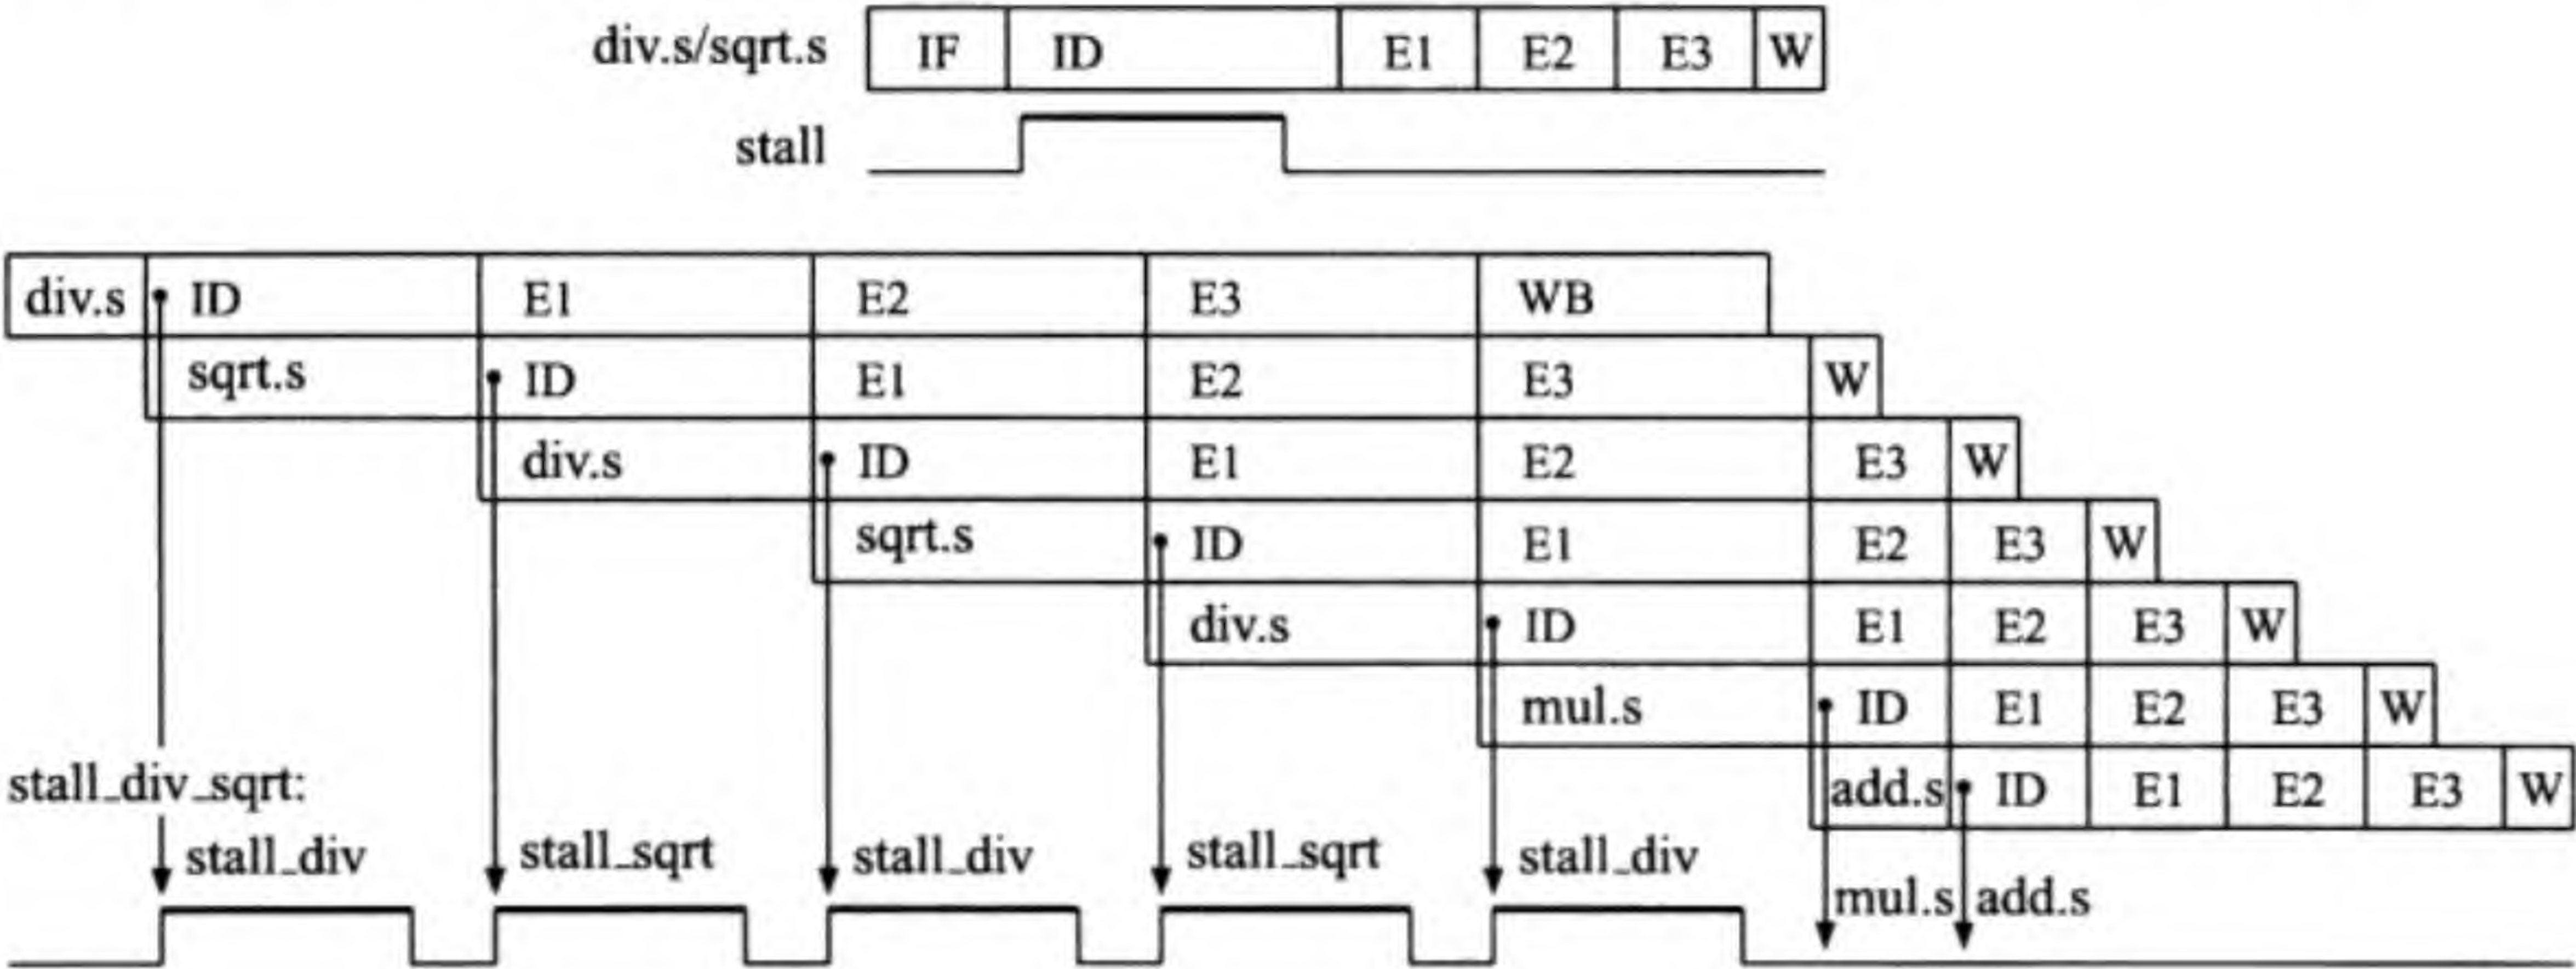 div.s/sqrt.s IF ID E1 E2 E3 W
stall
div.s ID E1 E2 E3 WB
sqrt.s ID E1 E2 E3 W
div.s ID E1 E2 E3 W
sqrt.s ID E1 E2 E3 W
div.s ID E1 E2 E3 W
mul.s ID E1 E2 E3 W
add.s ID E1 E2 E3 W
stall_div_sqrt:
stall_div stall_sqrt stall_div stall_sqrt stall_div
mul.s add.s